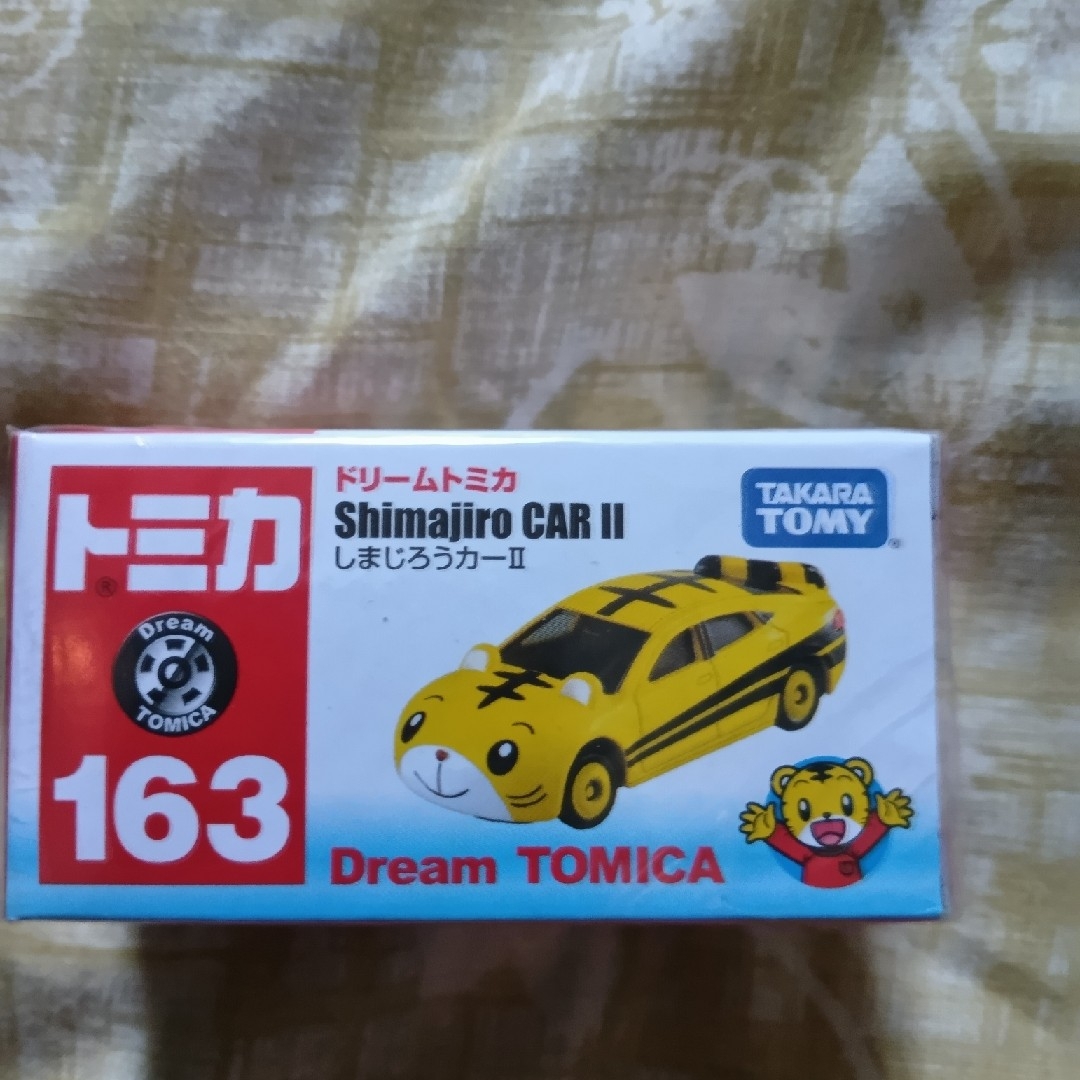 トミカ
®
Dream
TOMICA
163
ドリームトミカ
Shimajiro CAR II
しまじろうカーII
TAKARA
TOMY
®
Dream TOMICA